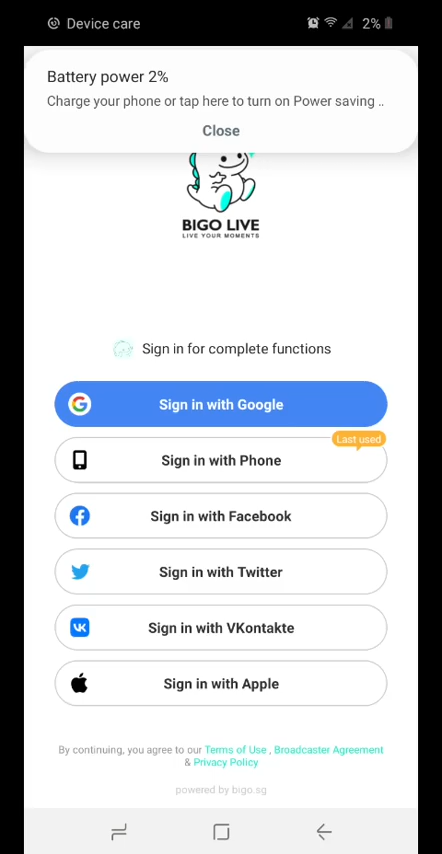 Device care
2%
Battery power 2%
Charge your phone or tap here to turn on Power saving ..
Close
BIGO LIVE
LIVE YOUR MOMENTS
Sign in for complete functions
Sign in with Google
Last used
Sign in with Phone
Sign in with Facebook
Sign in with Twitter
Sign in with VKontakte
Sign in with Apple
By continuing, you agree to our Terms of Use , Broadcaster Agreement
& Privacy Policy
powered by bigo.sg